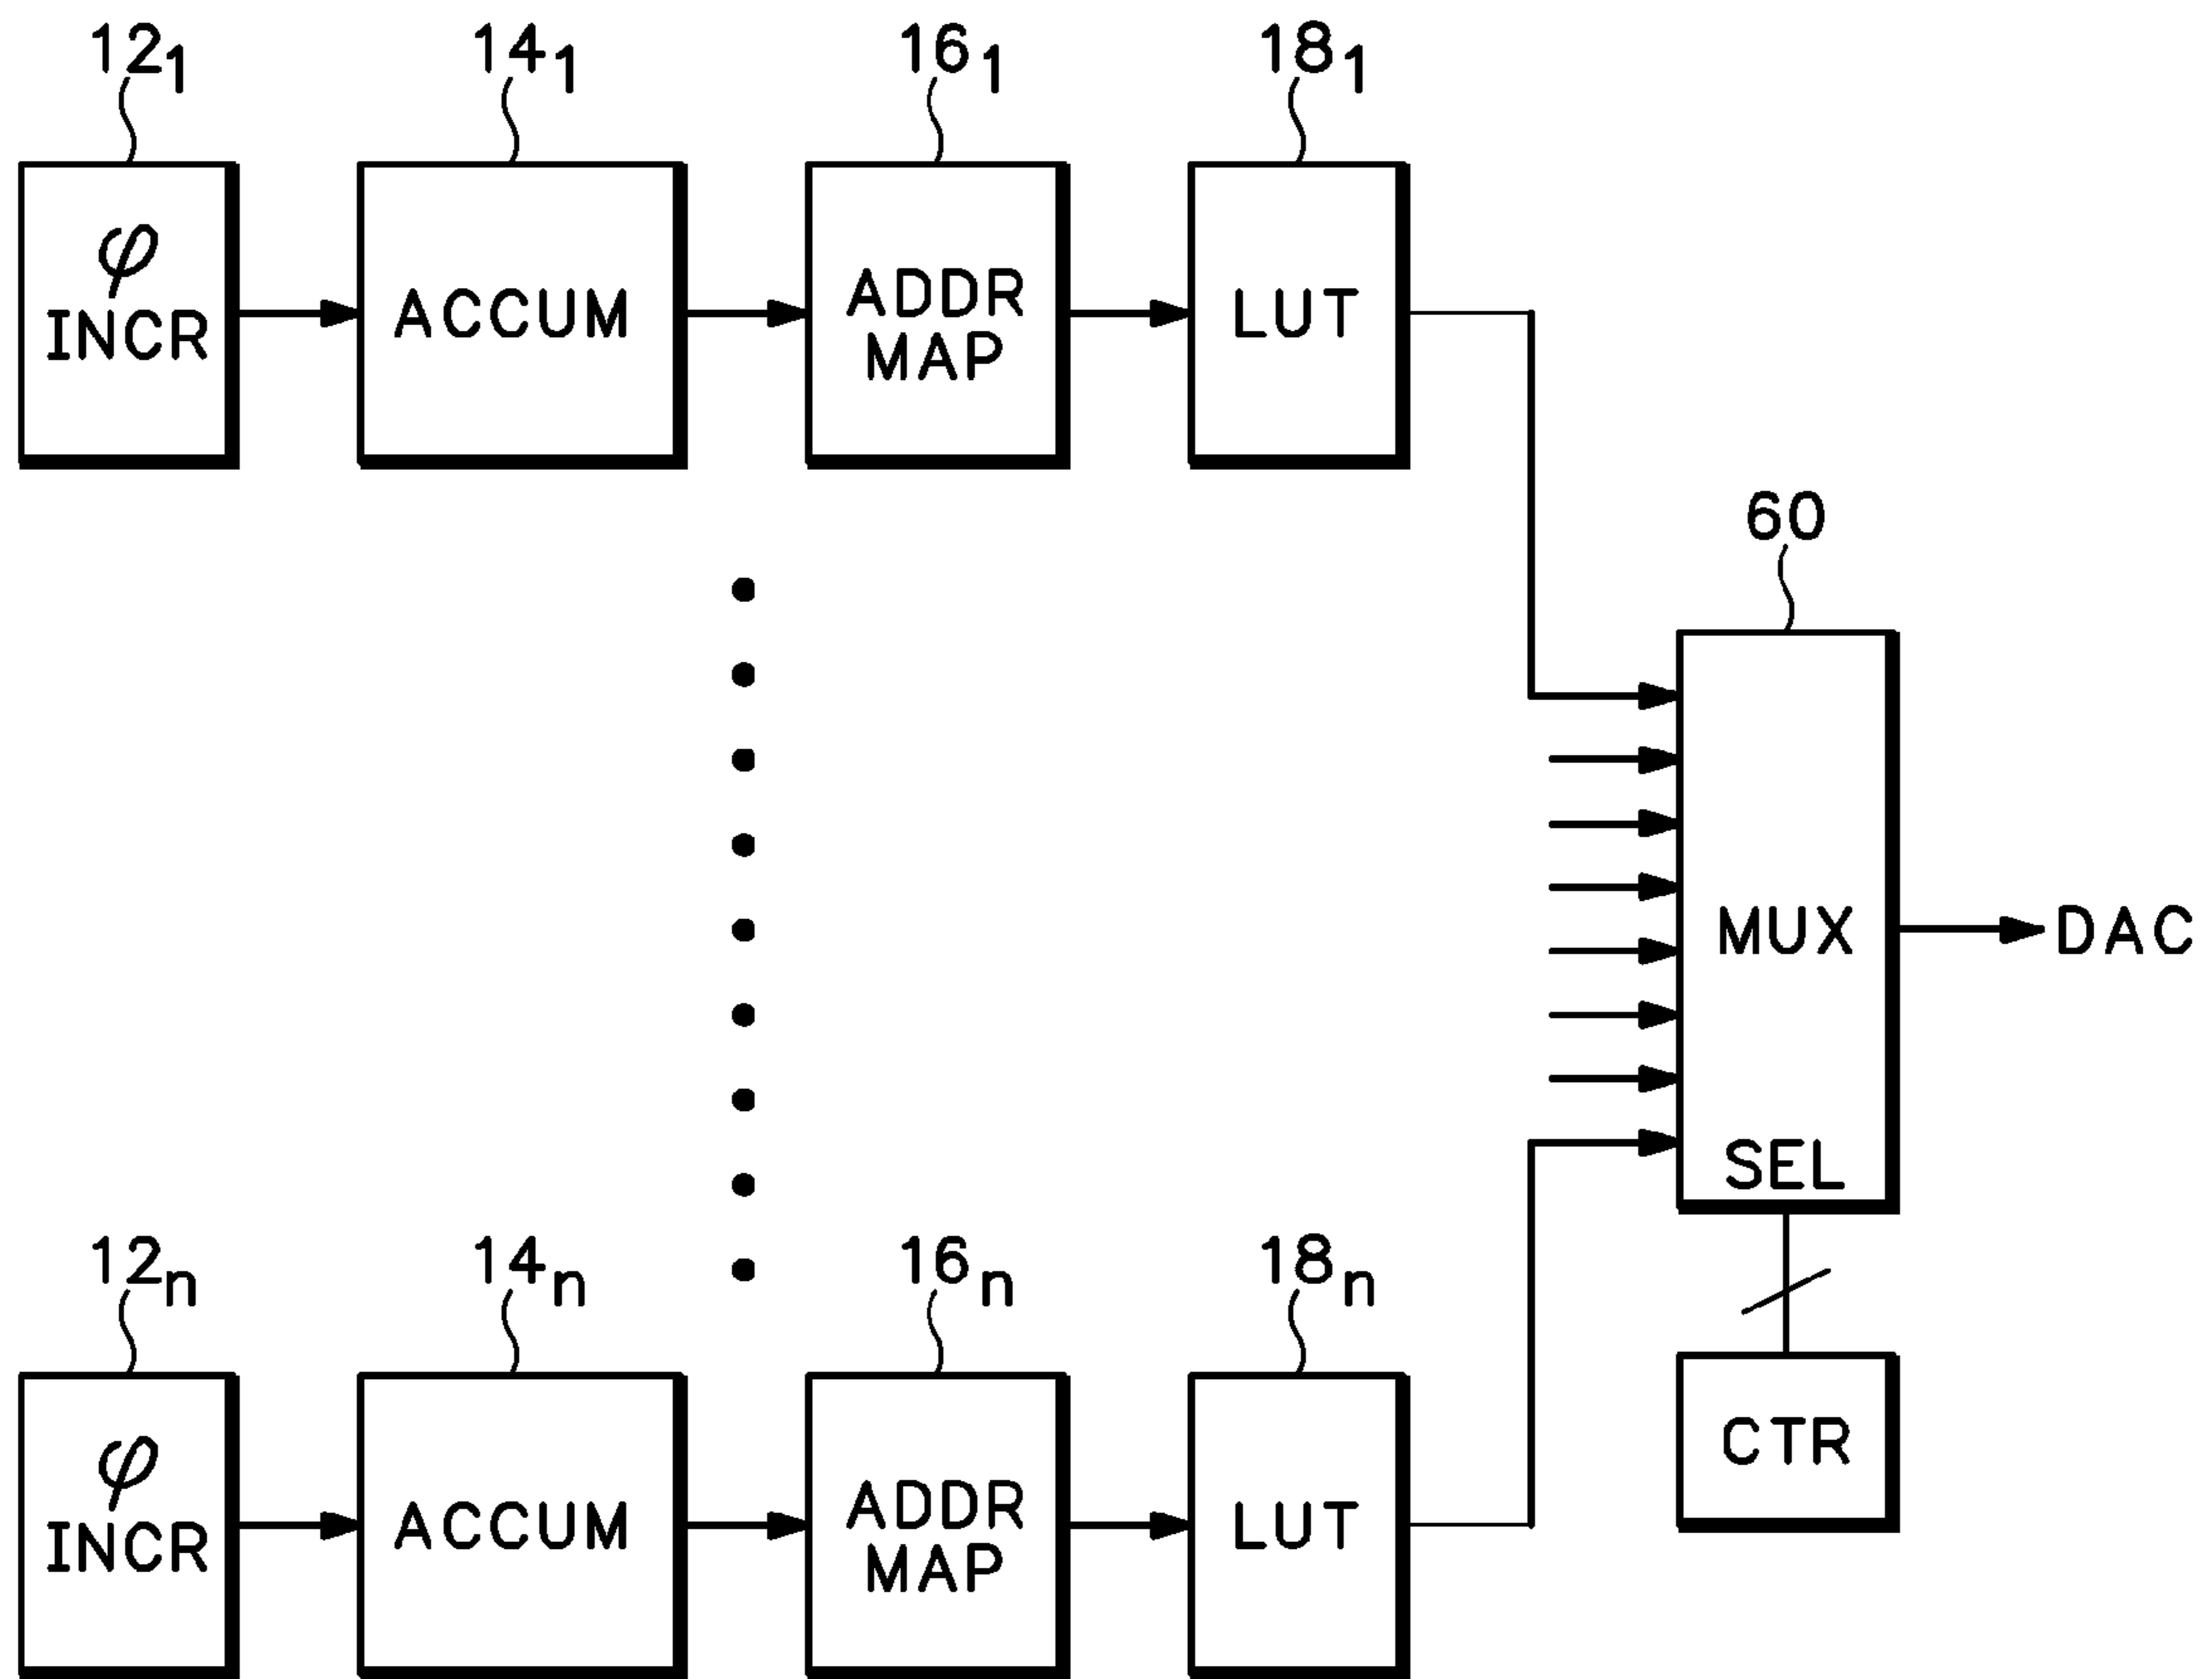 12₁ 14₁ 16₁ 18₁
φ
INCR
ACCUM
ADDR
MAP
LUT
60
MUX
DAC
SEL
12ₙ 14ₙ 16ₙ 18ₙ
φ
INCR
ACCUM
ADDR
MAP
LUT
CTR